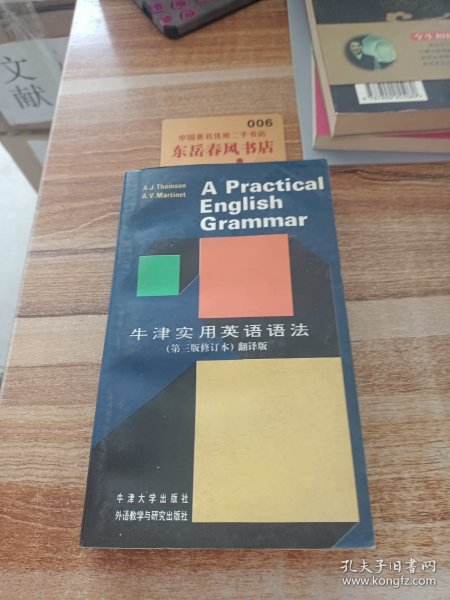 文
献
006
中国著名优质二手书店
东岳春风书店
A.J.Thomson
A.V.Martinet
A Practical
English
Grammar
牛津实用英语语法
(第三版修订本) 翻译版
牛津大学出版社
外语教学与研究出版社
孔夫子旧书网
www.kongfz.com